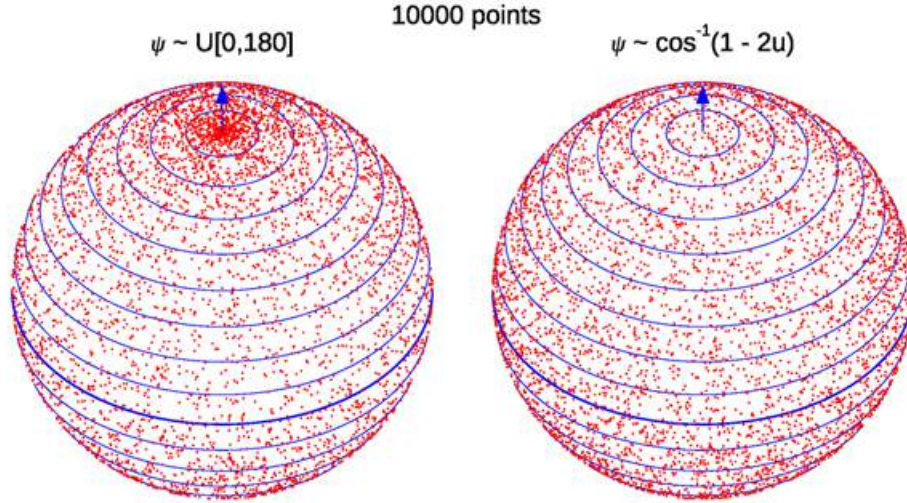 10000 points
ψ ~ U[0,180]
ψ ~ cos⁻¹(1 - 2u)